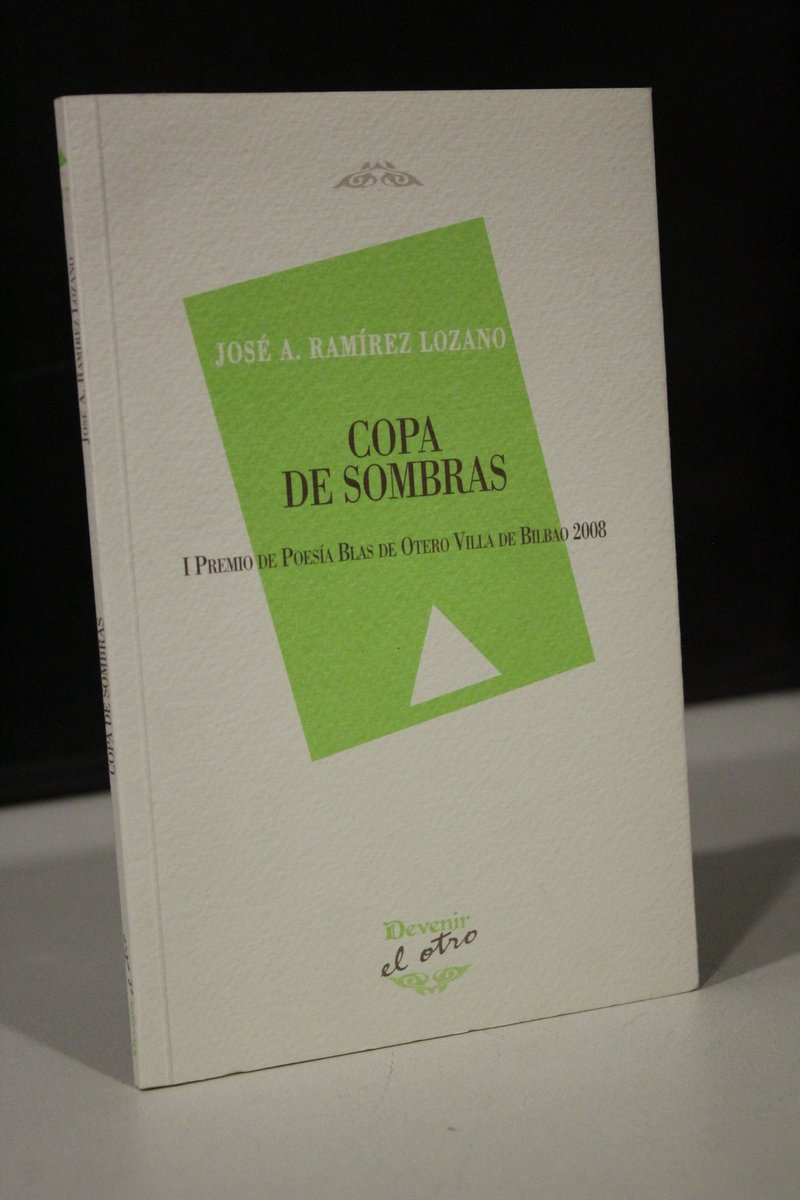 JOSÉ A. RAMÍREZ LOZANO
COPA
DE SOMBRAS
I PREMIO DE POESÍA BLAS DE OTERO VILLA DE BILBAO 2008
Devenir
el otro
JOSÉ A. RAMÍREZ LOZANO
COPA DE SOMBRAS